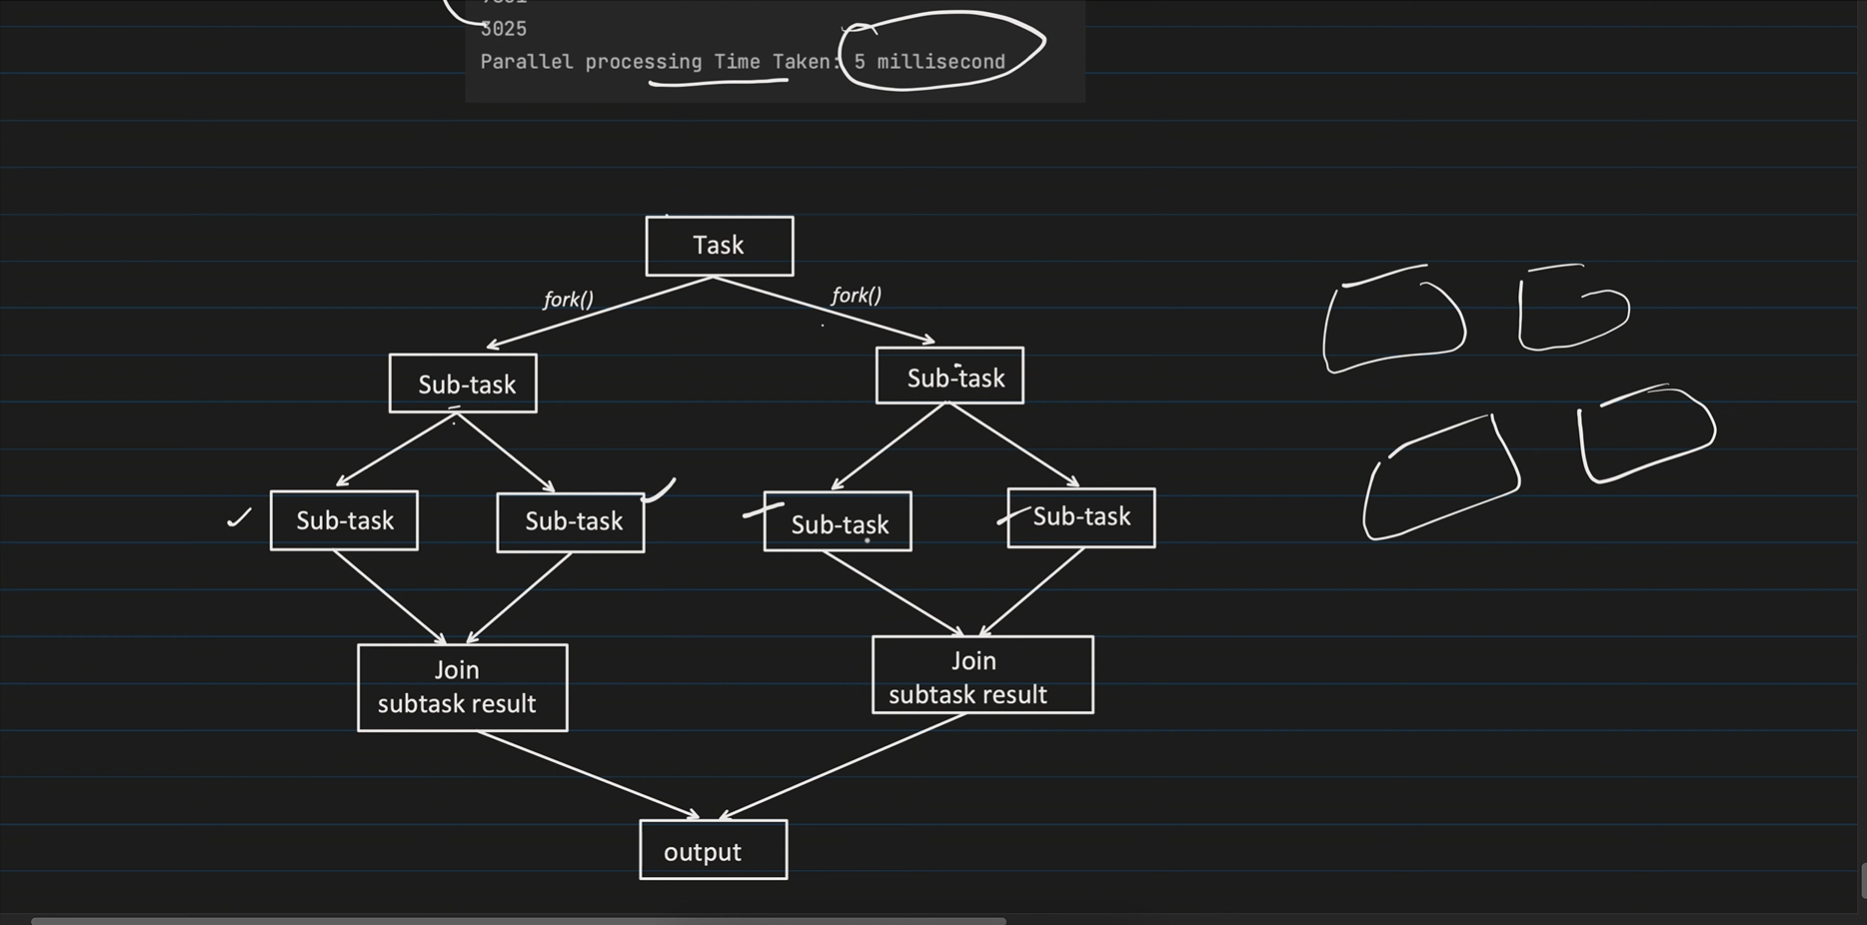 3025
Parallel processing Time Taken: 5 millisecond
Task
fork()
fork()
Sub-task
Sub-task
Sub-task
Sub-task
Sub-task
Sub-task
Join
subtask result
Join
subtask result
output